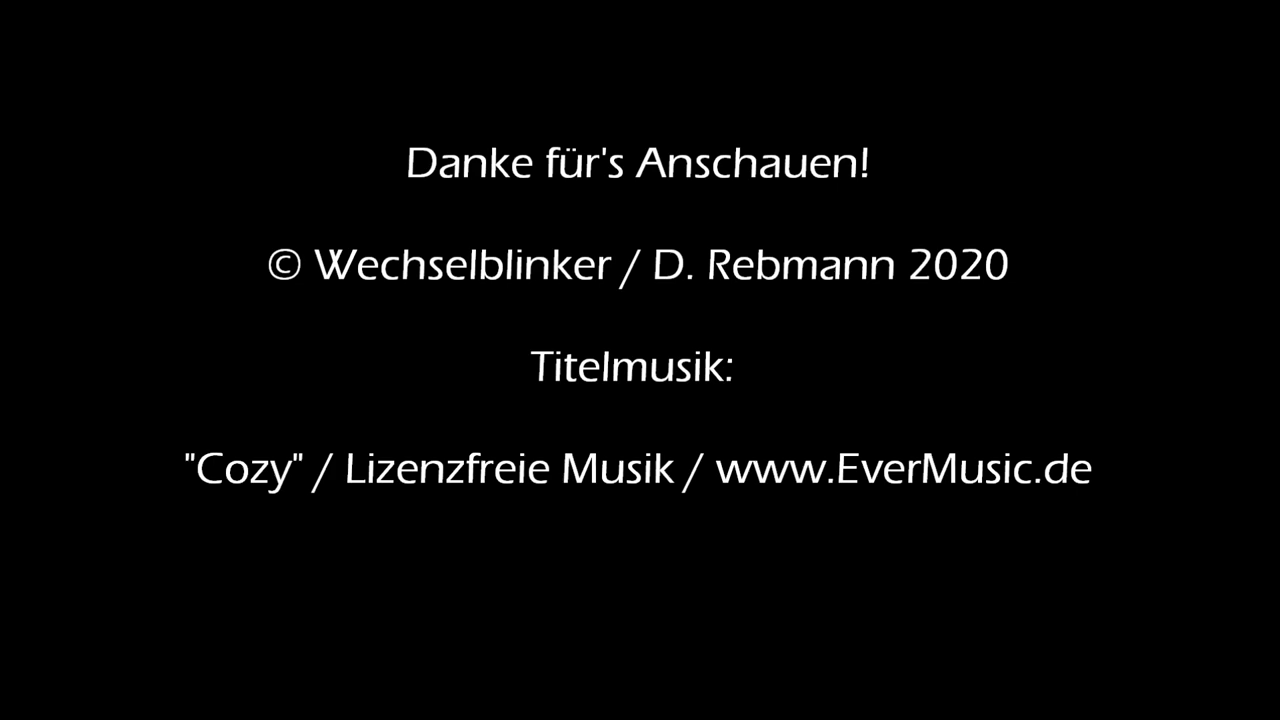 Danke für's Anschauen!
© Wechselblinker / D. Rebmann 2020
Titelmusik:
"Cozy" / Lizenzfreie Musik / www.EverMusic.de